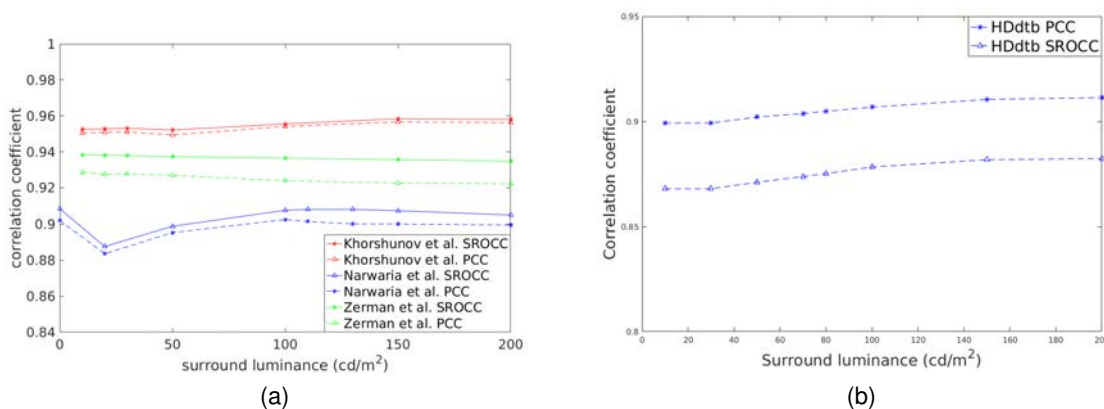 1
0.98
0.96
0.94
0.92
0.9
0.88
0.86
0.84
correlation coefficient
0 50 100 150 200
surround luminance (cd/m²)
Khorshunov et al. SROCC
Khorshunov et al. PCC
Narwaria et al. SROCC
Narwaria et al. PCC
Zerman et al. SROCC
Zerman et al. PCC
(a)
0.95
0.9
0.85
0.8
Correlation coefficient
HDdtb PCC
HDdtb SROCC
0 20 40 60 80 100 120 140 160 180 200
Surround luminance (cd/m²)
(b)